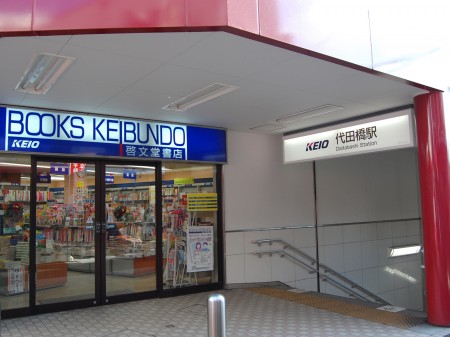 BOOKS KEIBUNDO
KEIO
啓文堂書店
KEIO 代田橋駅
Daitabashi Station